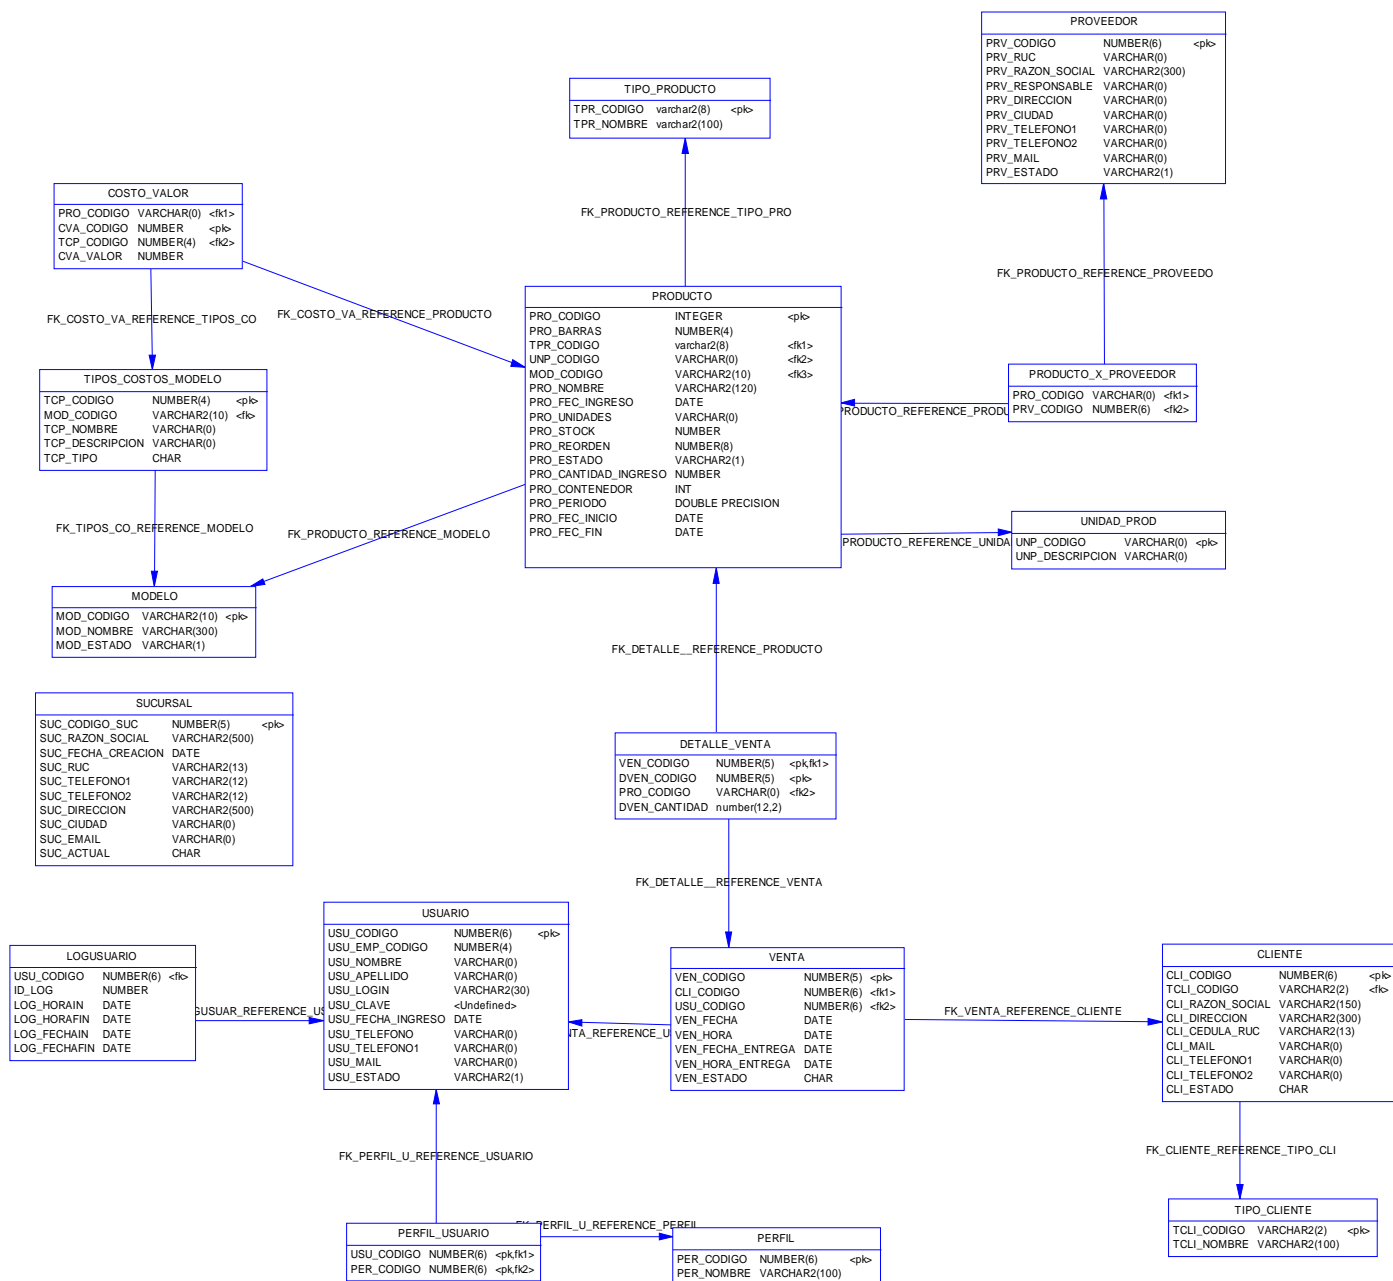 PROVEEDOR
PRV_CODIGO NUMBER(6) <pk>
PRV_RUC VARCHAR(0)
PRV_RAZON_SOCIAL VARCHAR2(300)
PRV_RESPONSABLE VARCHAR(0)
PRV_DIRECCION VARCHAR(0)
PRV_CIUDAD VARCHAR(0)
PRV_TELEFONO1 VARCHAR(0)
PRV_TELEFONO2 VARCHAR(0)
PRV_MAIL VARCHAR(0)
PRV_ESTADO VARCHAR2(1)
TIPO_PRODUCTO
TPR_CODIGO varchar2(8) <pk>
TPR_NOMBRE varchar2(100)
COSTO_VALOR
PRO_CODIGO VARCHAR(0) <fk1>
CVA_CODIGO NUMBER <pk>
TCP_CODIGO NUMBER(4) <fk2>
CVA_VALOR NUMBER
FK_PRODUCTO_REFERENCE_TIPO_PRO
FK_PRODUCTO_REFERENCE_PROVEEDO
FK_COSTO_VA_REFERENCE_TIPOS_CO
FK_COSTO_VA_REFERENCE_PRODUCTO
PRODUCTO
PRO_CODIGO INTEGER <pk>
PRO_BARRAS NUMBER(4)
TPR_CODIGO varchar2(8) <fk1>
UNP_CODIGO VARCHAR(0) <fk2>
MOD_CODIGO VARCHAR2(10) <fk3>
PRO_NOMBRE VARCHAR2(120)
PRO_FEC_INGRESO DATE
PRO_UNIDADES VARCHAR(0)
PRO_STOCK NUMBER
PRO_REORDEN NUMBER(8)
PRO_ESTADO VARCHAR2(1)
PRO_CANTIDAD_INGRESO NUMBER
PRO_CONTENEDOR INT
PRO_PERIODO DOUBLE PRECISION
PRO_FEC_INICIO DATE
PRO_FEC_FIN DATE
TIPOS_COSTOS_MODELO
TCP_CODIGO NUMBER(4) <pk>
MOD_CODIGO VARCHAR2(10) <fk>
TCP_NOMBRE VARCHAR(0)
TCP_DESCRIPCION VARCHAR(0)
TCP_TIPO CHAR
PRODUCTO_X_PROVEEDOR
PRO_CODIGO VARCHAR(0) <fk1>
PRV_CODIGO NUMBER(6) <fk2>
PRODUCTO_REFERENCE_PRODU
FK_TIPOS_CO_REFERENCE_MODELO
FK_PRODUCTO_REFERENCE_MODELO
PRODUCTO_REFERENCE_UNIDA
UNIDAD_PROD
UNP_CODIGO VARCHAR(0) <pk>
UNP_DESCRIPCION VARCHAR(0)
MODELO
MOD_CODIGO VARCHAR2(10) <pk>
MOD_NOMBRE VARCHAR(300)
MOD_ESTADO VARCHAR(1)
FK_DETALLE__REFERENCE_PRODUCTO
SUCURSAL
SUC_CODIGO_SUC NUMBER(5) <pk>
SUC_RAZON_SOCIAL VARCHAR2(500)
SUC_FECHA_CREACION DATE
SUC_RUC VARCHAR2(13)
SUC_TELEFONO1 VARCHAR2(12)
SUC_TELEFONO2 VARCHAR2(12)
SUC_DIRECCION VARCHAR2(500)
SUC_CIUDAD VARCHAR(0)
SUC_EMAIL VARCHAR(0)
SUC_ACTUAL CHAR
DETALLE_VENTA
VEN_CODIGO NUMBER(5) <pk,fk1>
DVEN_CODIGO NUMBER(5) <pk>
PRO_CODIGO VARCHAR(0) <fk2>
DVEN_CANTIDAD number(12,2)
FK_DETALLE__REFERENCE_VENTA
LOGUSUARIO
USU_CODIGO NUMBER(6) <fk>
ID_LOG NUMBER
LOG_HORAIN DATE
LOG_HORAFIN DATE
LOG_FECHAIN DATE
LOG_FECHAFIN DATE
GUSUAR_REFERENCE_US
USUARIO
USU_CODIGO NUMBER(6) <pk>
USU_EMP_CODIGO NUMBER(4)
USU_NOMBRE VARCHAR(0)
USU_APELLIDO VARCHAR(0)
USU_LOGIN VARCHAR2(30)
USU_CLAVE <Undefined>
USU_FECHA_INGRESO DATE
USU_TELEFONO VARCHAR(0)
USU_TELEFONO1 VARCHAR(0)
USU_MAIL VARCHAR(0)
USU_ESTADO VARCHAR2(1)
NTA_REFERENCE_U
VENTA
VEN_CODIGO NUMBER(5) <pk>
CLI_CODIGO NUMBER(6) <fk1>
USU_CODIGO NUMBER(6) <fk2>
VEN_FECHA DATE
VEN_HORA DATE
VEN_FECHA_ENTREGA DATE
VEN_HORA_ENTREGA DATE
VEN_ESTADO CHAR
FK_VENTA_REFERENCE_CLIENTE
CLIENTE
CLI_CODIGO NUMBER(6) <pk>
TCLI_CODIGO VARCHAR2(2) <fk>
CLI_RAZON_SOCIAL VARCHAR2(150)
CLI_DIRECCION VARCHAR2(300)
CLI_CEDULA_RUC VARCHAR2(13)
CLI_MAIL VARCHAR(0)
CLI_TELEFONO1 VARCHAR(0)
CLI_TELEFONO2 VARCHAR(0)
CLI_ESTADO CHAR
FK_PERFIL_U_REFERENCE_USUARIO
FK_CLIENTE_REFERENCE_TIPO_CLI
FK_PERFIL_U_REFERENCE_PERFIL
PERFIL_USUARIO
USU_CODIGO NUMBER(6) <pk,fk1>
PER_CODIGO NUMBER(6) <pk,fk2>
PERFIL
PER_CODIGO NUMBER(6) <pk>
PER_NOMBRE VARCHAR2(100)
TIPO_CLIENTE
TCLI_CODIGO VARCHAR2(2) <pk>
TCLI_NOMBRE VARCHAR2(100)